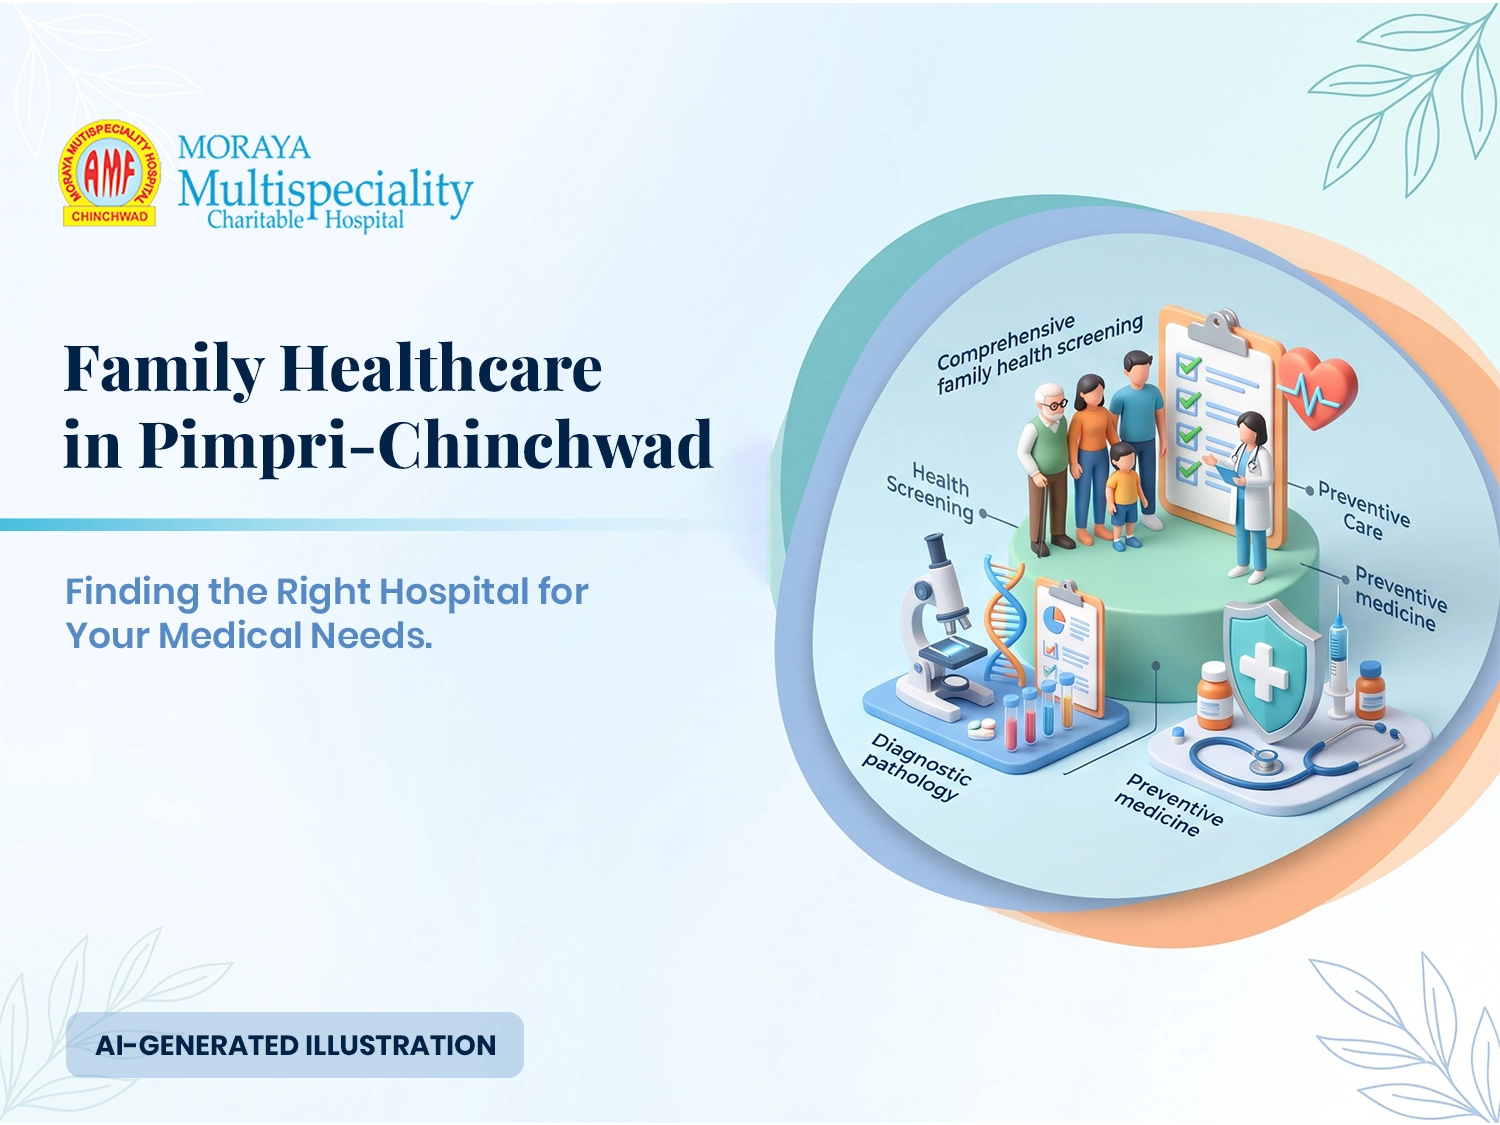 MORAYA MUTISPECIALITY HOSPITAL
AMF
CHINCHWAD
MORAYA
Multispeciality
Charitable Hospital
Family Healthcare
in Pimpri-Chinchwad
Finding the Right Hospital for
Your Medical Needs.
Comprehensive
family health screening
Health
Screening
Preventive
Care
Preventive
medicine
Diagnostic
pathology
Preventive
medicine
AI-GENERATED ILLUSTRATION